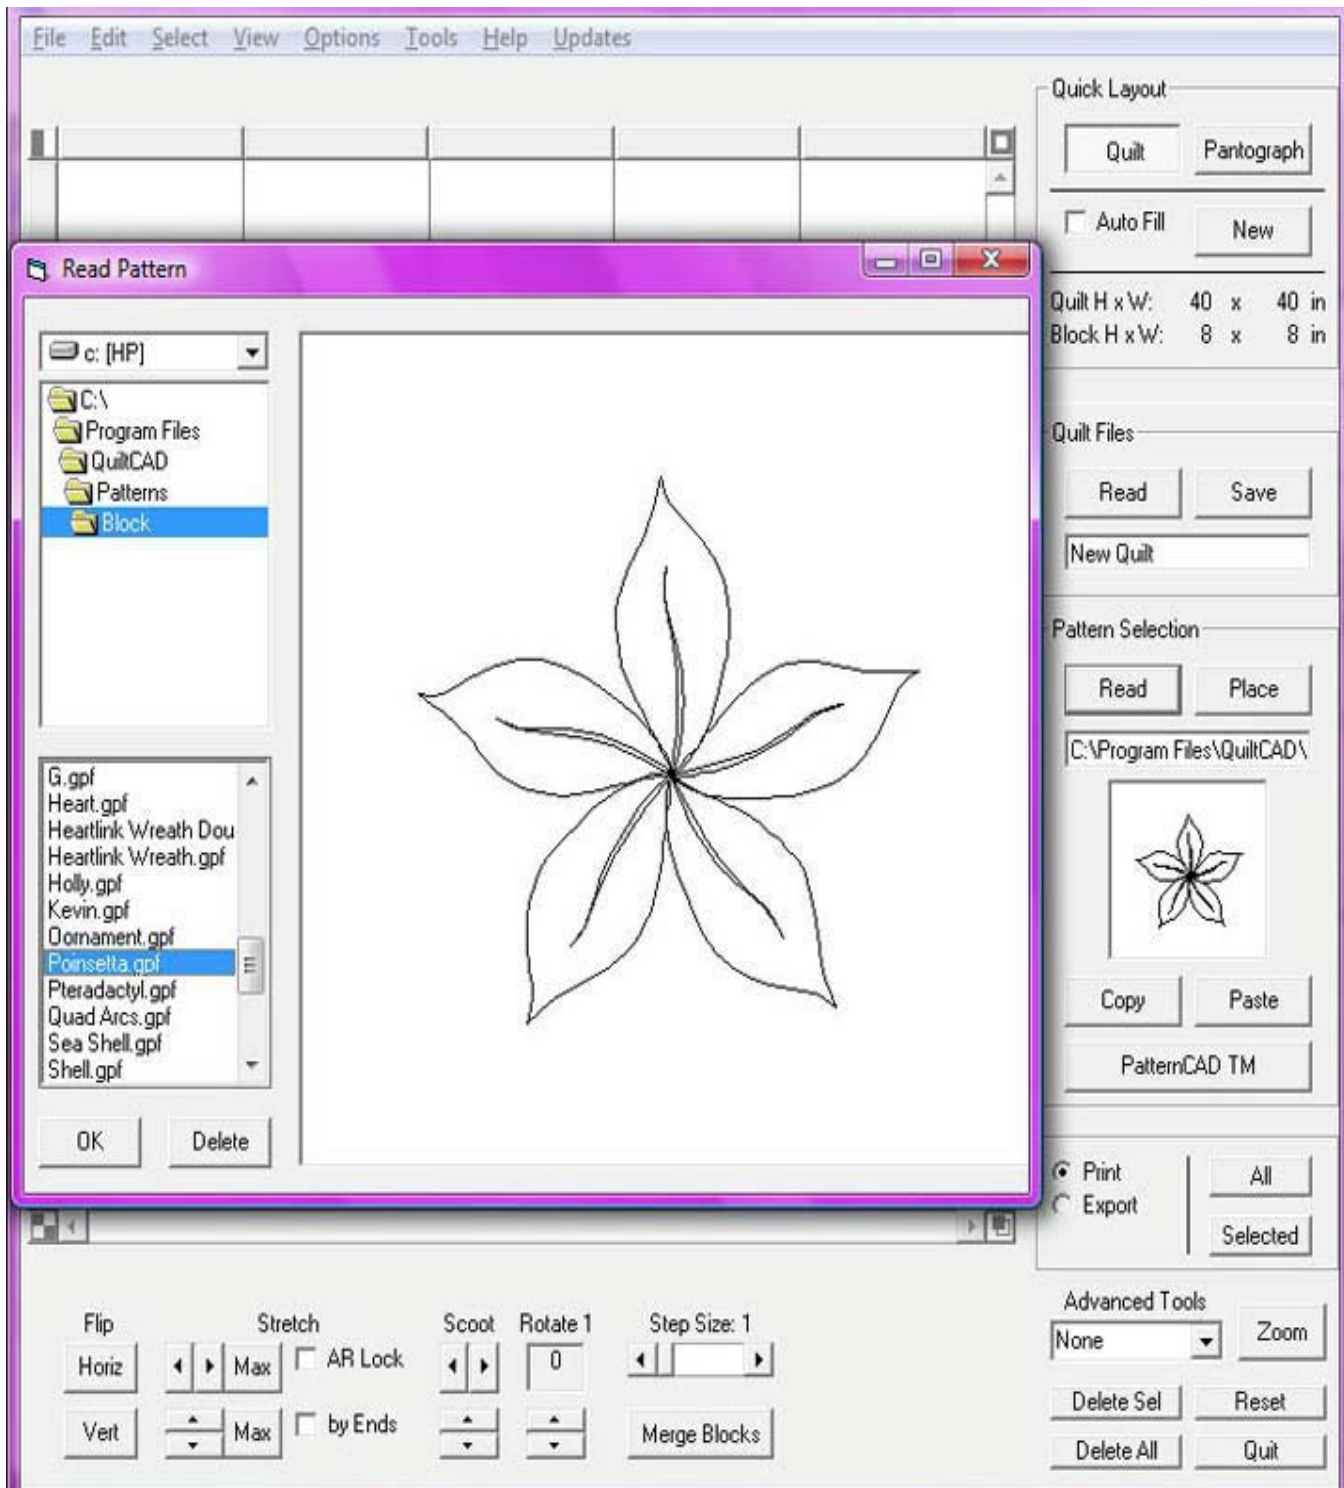 File Edit Select View Options Tools Help Updates
Quick Layout
Quilt Pantograph
Auto Fill New
Quilt H x W: 40 x 40 in
Block H x W: 8 x 8 in
Read Pattern
c: [HP]
C:\
Program Files
QuiltCAD
Patterns
Block
G.gpf
Heart.gpf
Heartlink Wreath Dou
Heartlink Wreath.gpf
Holly.gpf
Kevin.gpf
Oornament.gpf
Poinsetta.gpf
Pteradactyl.gpf
Quad Arcs.gpf
Sea Shell.gpf
Shell.gpf
OK Delete
Quilt Files
Read Save
New Quilt
Pattern Selection
Read Place
C:\Program Files\QuiltCAD\
Copy Paste
PatternCAD TM
Print All
Export
Selected
Flip Stretch Scoot Rotate 1 Step Size: 1
Horiz Max AR Lock 0
Vert Max by Ends Merge Blocks
Advanced Tools
None Zoom
Delete Sel Reset
Delete All Quit